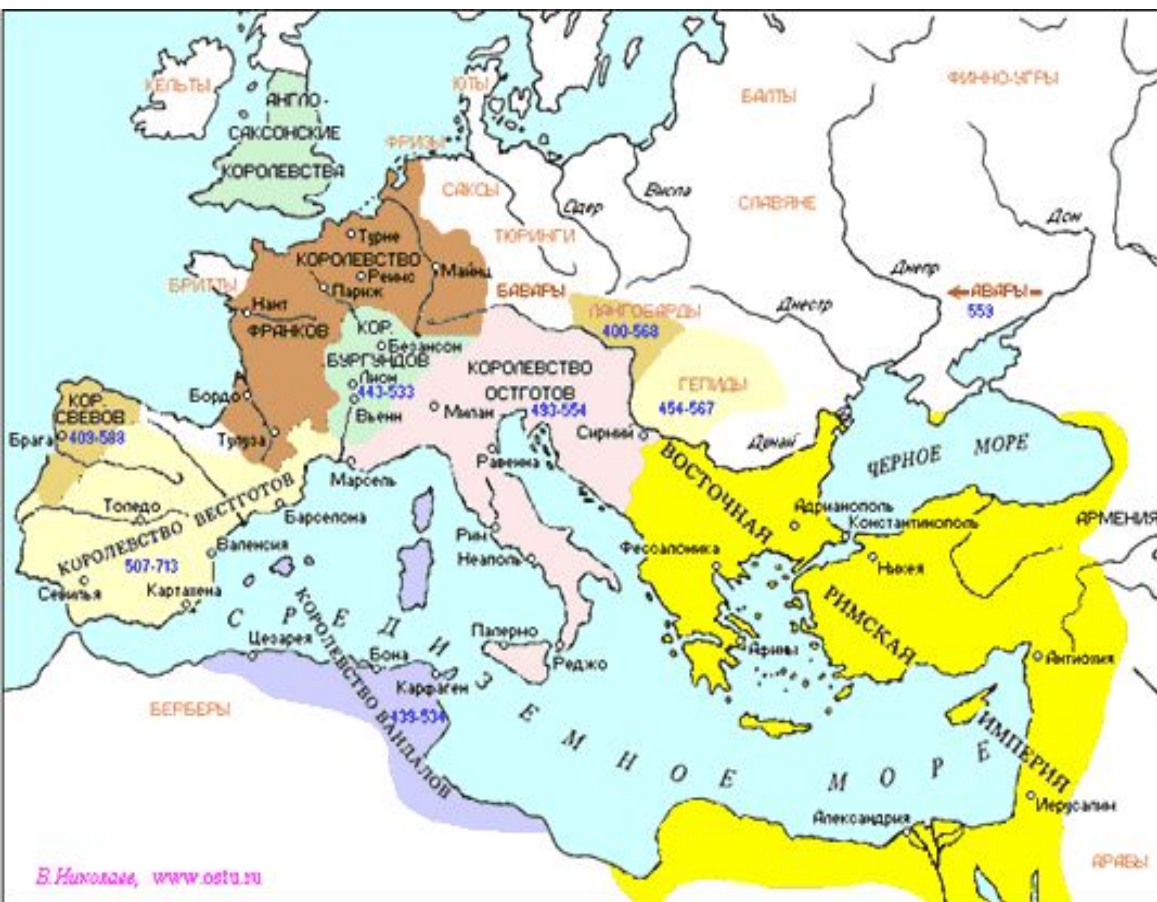 КЕЛЬТЫ
АНГЛО-
САКСОНСКИЕ
КОРОЛЕВСТВА
ЮТЫ
ФРИЗЫ
САКСЫ
ТЮРИНГИ
БАЛТЫ
ФИННО-УГРЫ
СЛАВЯНЕ
Одер
Висла
Дон
Днепр
Днестр
АВАРЫ
559
БРИТТЫ
Турне
КОРОЛЕВСТВО
Реимс
Париж
Майнц
Нант
ФРАНКОВ
БАВАРЫ
ЛАНГОБАРДЫ
400-568
КОР.
Безансон
БУРГУНДОВ
Лион
443-533
Вьенн
КОРОЛЕВСТВО
ОСТГОТОВ
493-554
Милан
ГЕПИДЫ
454-567
Сирмий
Дунай
Равенна
Бордо
Тулуза
Марсель
КОР.
СВЕВОВ
409-588
Брага
Толедо
КОРОЛЕВСТВО ВЕСТГОТОВ
507-713
Барселона
Валенсия
Севилья
Картахена
Рим
Неаполь
Палерно
Реджо
ЧЕРНОЕ МОРЕ
ВОСТОЧНАЯ
РИМСКАЯ
ИМПЕРИЯ
Адрианополь
Константинополь
АРМЕНИЯ
Фессалоника
Никея
Афины
Антиохия
Иерусалин
Александрия
АРАБЫ
СРЕДИЗЕМНОЕ МОРЕ
Цезарея
Бона
Карфаген
КОРОЛЕВСТВО ВАНДАЛОВ
439-534
БЕРБЕРЫ
В.Николаев, www.ostu.ru